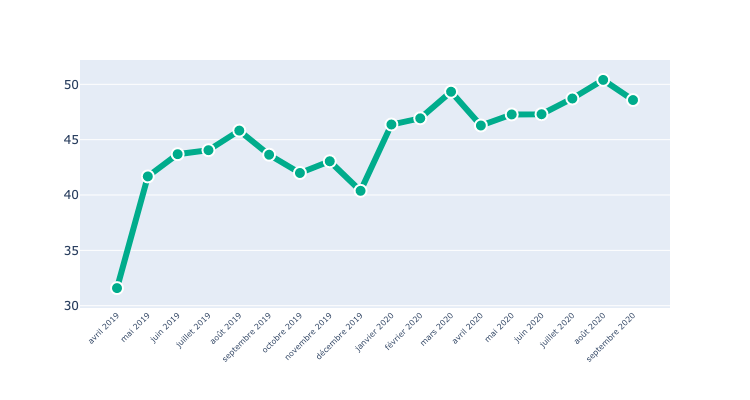 50
45
40
35
30
avril 2019
mai 2019
juin 2019
juillet 2019
août 2019
septembre 2019
octobre 2019
novembre 2019
décembre 2019
janvier 2020
février 2020
mars 2020
avril 2020
mai 2020
juin 2020
juillet 2020
août 2020
septembre 2020